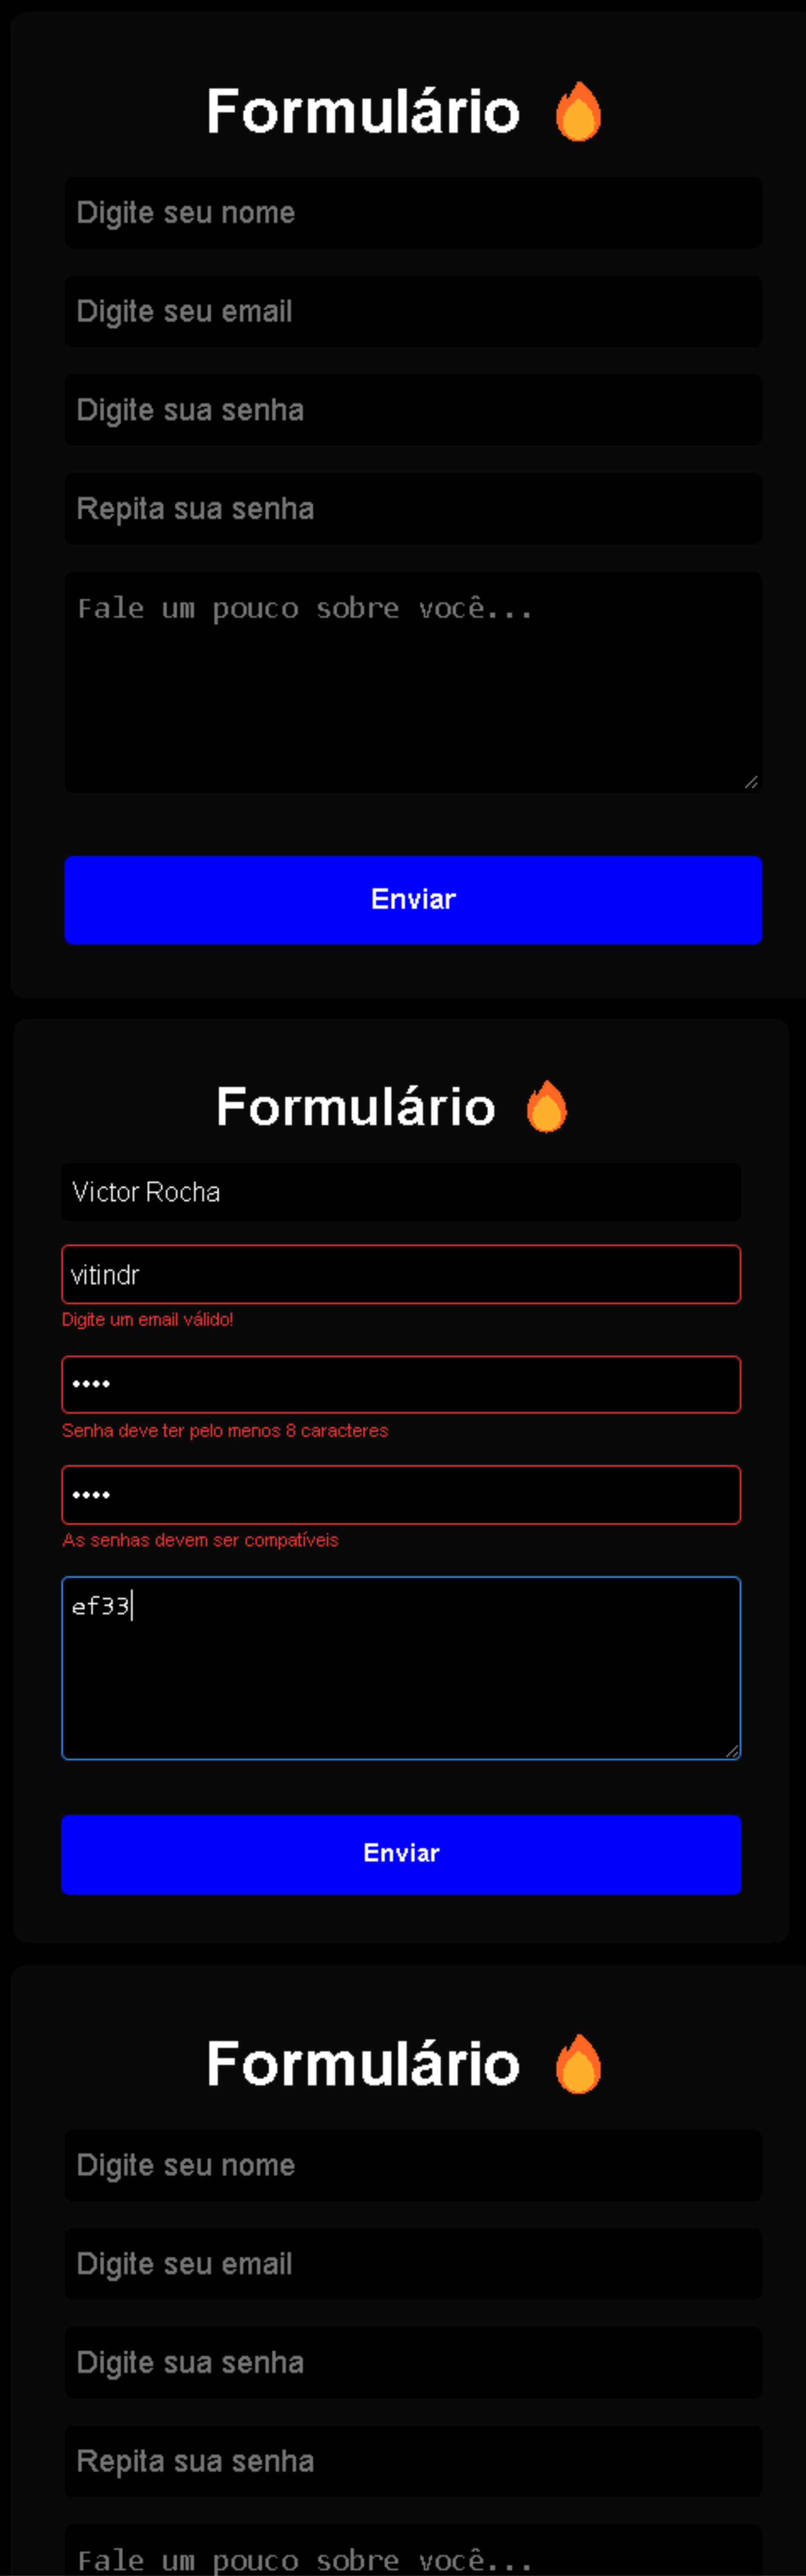 Formulário 🔥
Digite seu nome
Digite seu email
Digite sua senha
Repita sua senha
Fale um pouco sobre você...
Enviar
Formulário 🔥
Victor Rocha
vitindr
Digite um email válido!
••••
Senha deve ter pelo menos 8 caracteres
••••
As senhas devem ser compatíveis
ef33
Enviar
Formulário 🔥
Digite seu nome
Digite seu email
Digite sua senha
Repita sua senha
Fale um pouco sobre você...